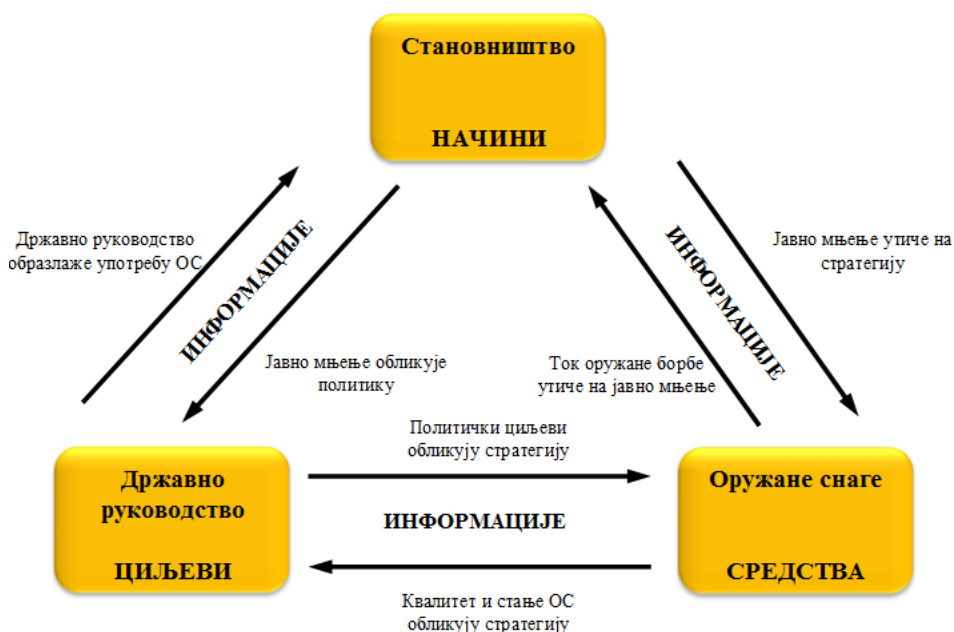 Становништво
НАЧИНИ
Државно руководство
образлаже употребу ОС
ИНФОРМАЦИЈЕ
Јавно мњење обликује
политику
Ток оружане борбе
утиче на јавно мњење
ИНФОРМАЦИЈЕ
Јавно мњење утиче на
стратегију
Политички циљеви
обликују стратегију
Државно
руководство
ЦИЉЕВИ
ИНФОРМАЦИЈЕ
Оружане снаге
СРЕДСТВА
Квалитет и стање ОС
обликују стратегију